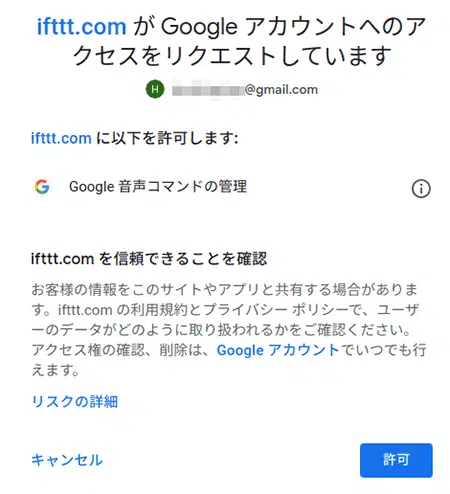 ifttt.com が Google アカウントへのア
クセスをリクエストしています
H @gmail.com
ifttt.com に以下を許可します:
Google 音声コマンドの管理
ifttt.com を信頼できることを確認
お客様の情報をこのサイトやアプリと共有する場合がありま
す。ifttt.com の利用規約とプライバシー ポリシーで、ユーザ
ーのデータがどのように取り扱われるかをご確認ください。
アクセス権の確認、削除は、Google アカウントでいつでも行
えます。
リスクの詳細
キャンセル
許可